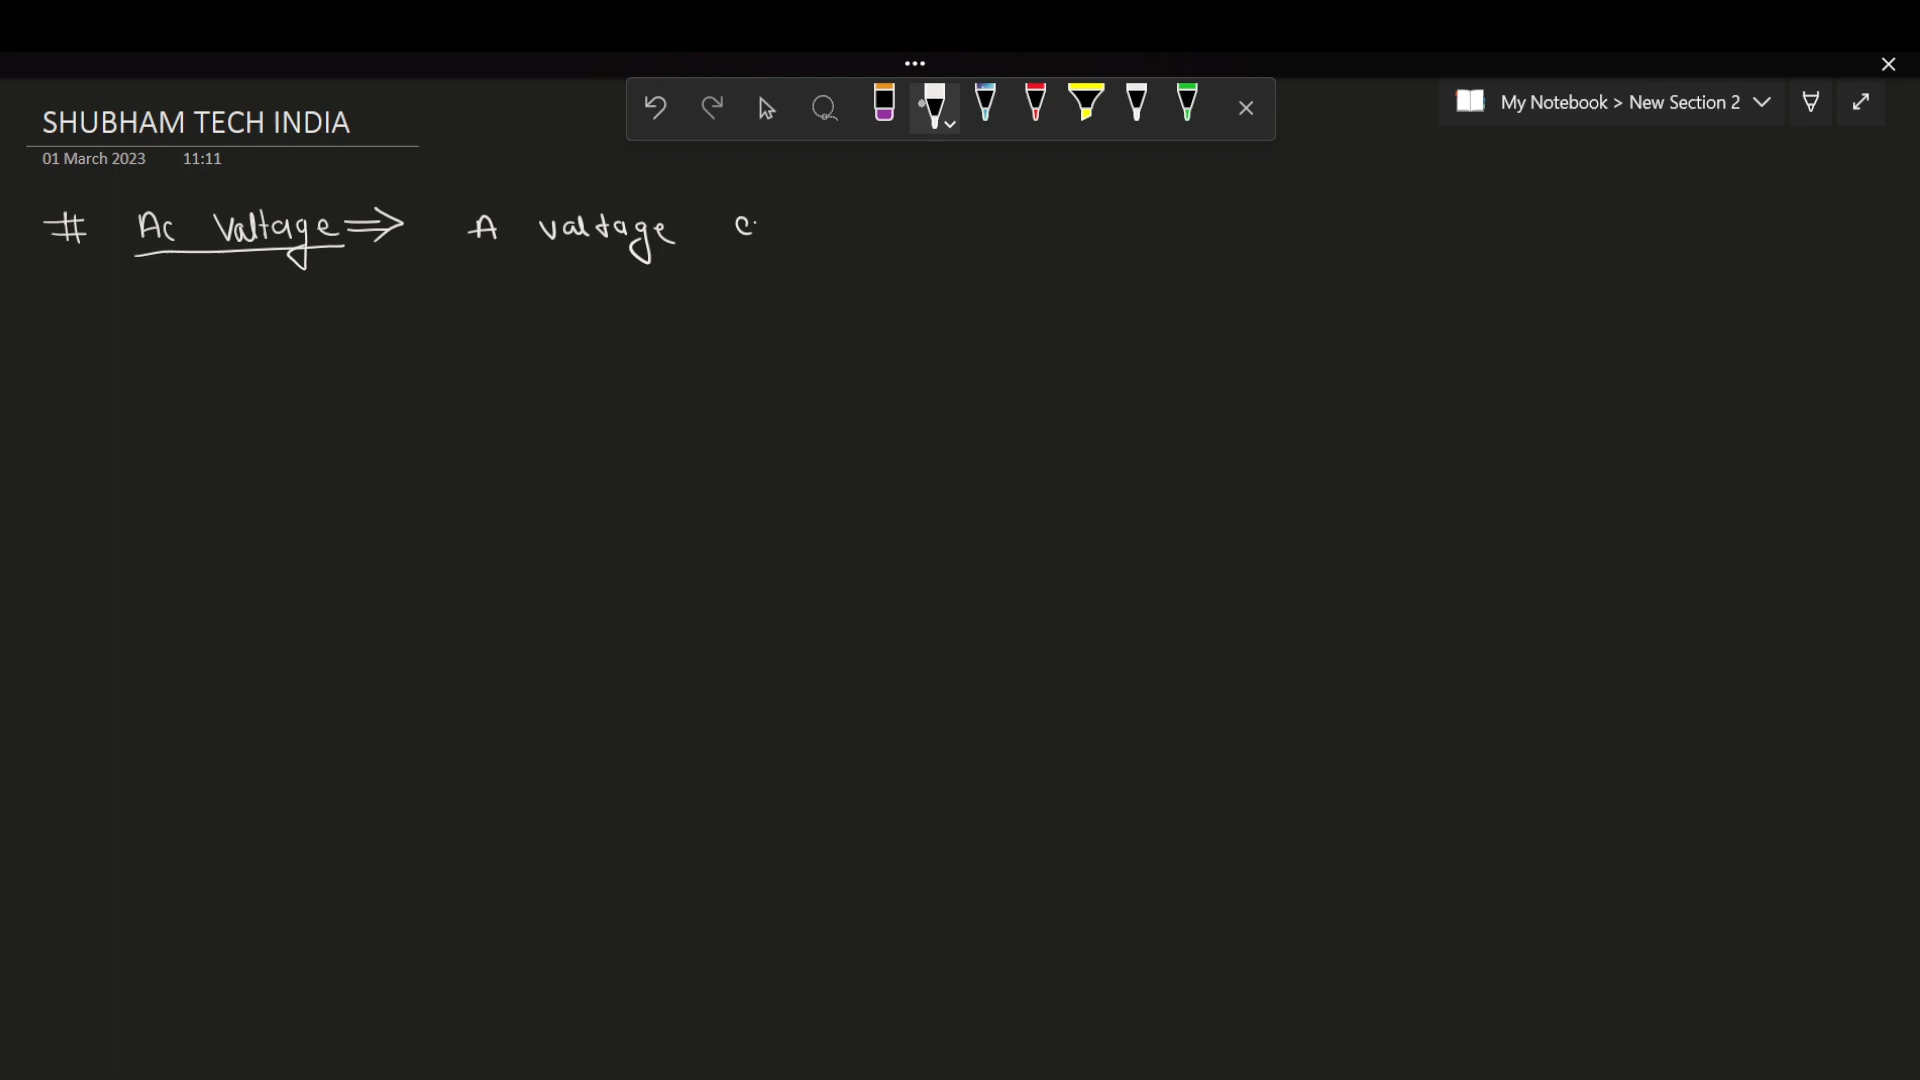 SHUBHAM TECH INDIA
01 March 2023 11:11
My Notebook > New Section 2
# Ac Valtage ⇒ A valtage c